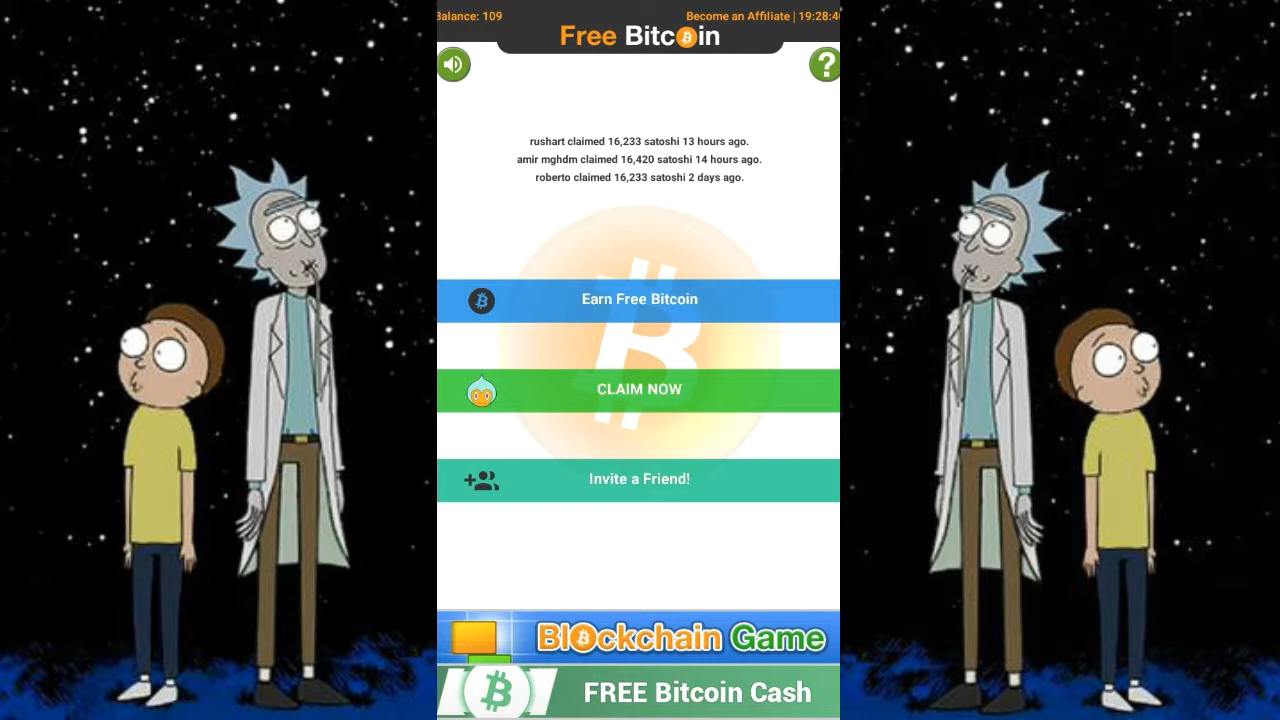 Balance: 109
Become an Affiliate | 19:28:4
Free Bitcoin
?
rushart claimed 16,233 satoshi 13 hours ago.
amir mghdm claimed 16,420 satoshi 14 hours ago.
roberto claimed 16,233 satoshi 2 days ago.
Earn Free Bitcoin
CLAIM NOW
Invite a Friend!
Blockchain Game
FREE Bitcoin Cash